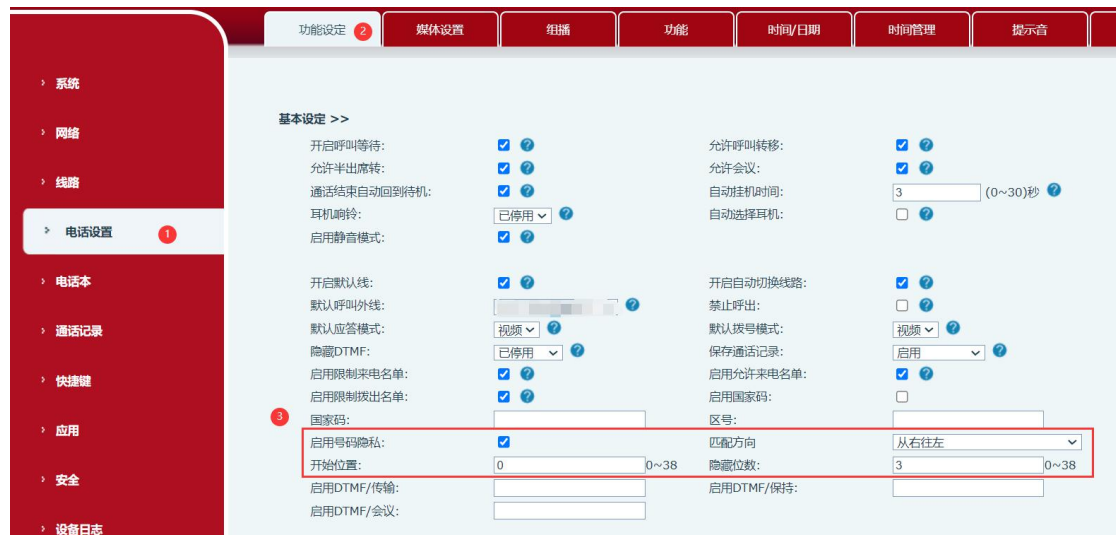 功能设定 2 媒体设置 组播 功能 时间/日期 时间管理 提示音
系统
网络
线路
电话设置 1
电话本
通话记录
快捷键
应用
安全
设备日志
基本设定 >>
开启呼叫等待: 允许呼叫转移:
允许半出席转: 允许会议:
通话结束自动回到待机: 自动挂机时间: 3 (0~30)秒
耳机响铃: 已停用 自动选择耳机:
启用静音模式:
开启默认线: 开启自动切换线路:
默认呼叫外线: 禁止呼出:
默认应答模式: 视频 默认拨号模式: 视频
隐藏DTMF: 已停用 保存通话记录: 启用
启用限制来电名单: 启用允许来电名单:
启用限制拨出名单: 启用国家码:
3 国家码: 区号:
启用号码隐私: 匹配方向 从右往左
开始位置: 0 0~38 隐藏位数: 3 0~38
启用DTMF/传输: 启用DTMF/保持:
启用DTMF/会议: